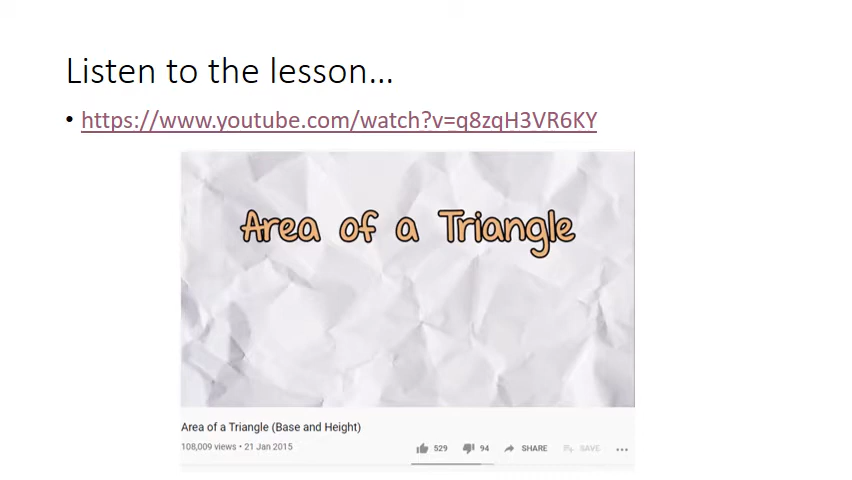 Listen to the lesson…
• https://www.youtube.com/watch?v=q8zqH3VR6KY
Area of a Triangle
Area of a Triangle (Base and Height)
108,009 views • 21 Jan 2015
529 94 SHARE SAVE ...